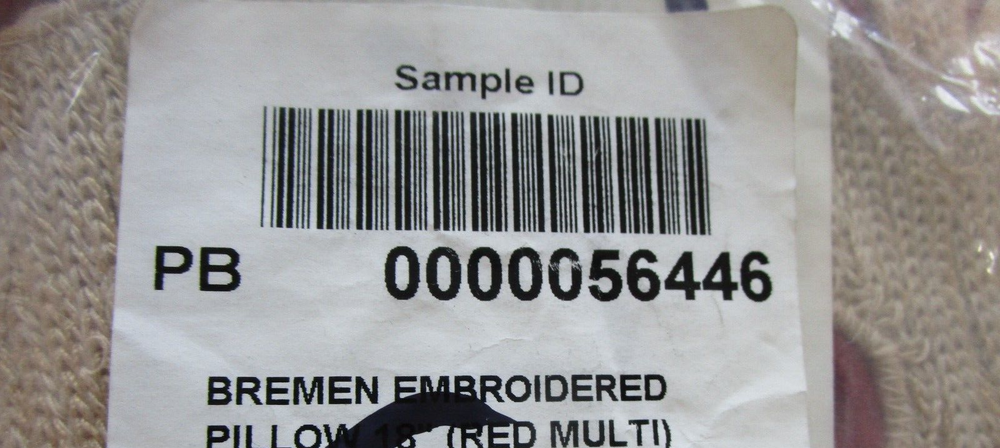 Sample ID
PB 0000056446
BREMEN EMBROIDERED
PILLOW 18" (RED MULTI)